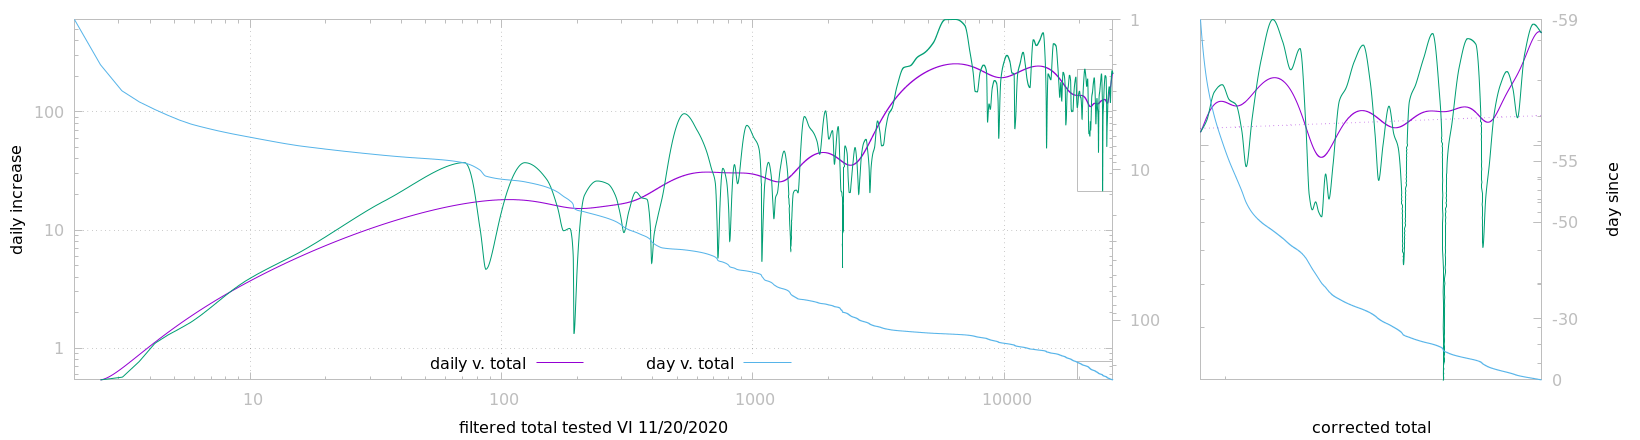 daily increase
100
10
1
10
100
1000
10000
1
10
100
daily v. total
day v. total
filtered total tested VI 11/20/2020
-59
-55
-50
-30
0
day since
corrected total